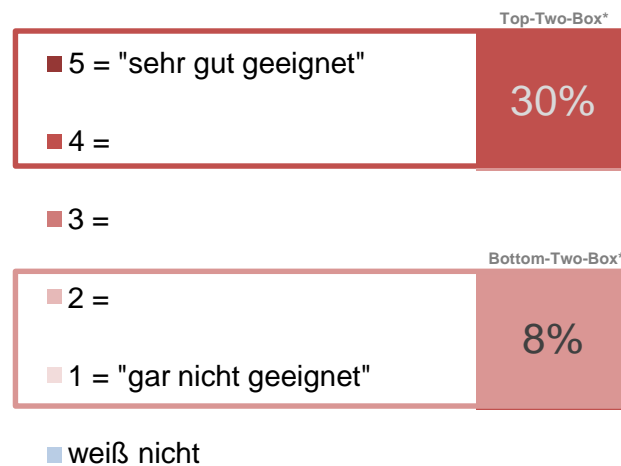 Top-Two-Box*
5 = "sehr gut geeignet"
30%
4 =
3 =
Bottom-Two-Box*
2 =
8%
1 = "gar nicht geeignet"
weiß nicht